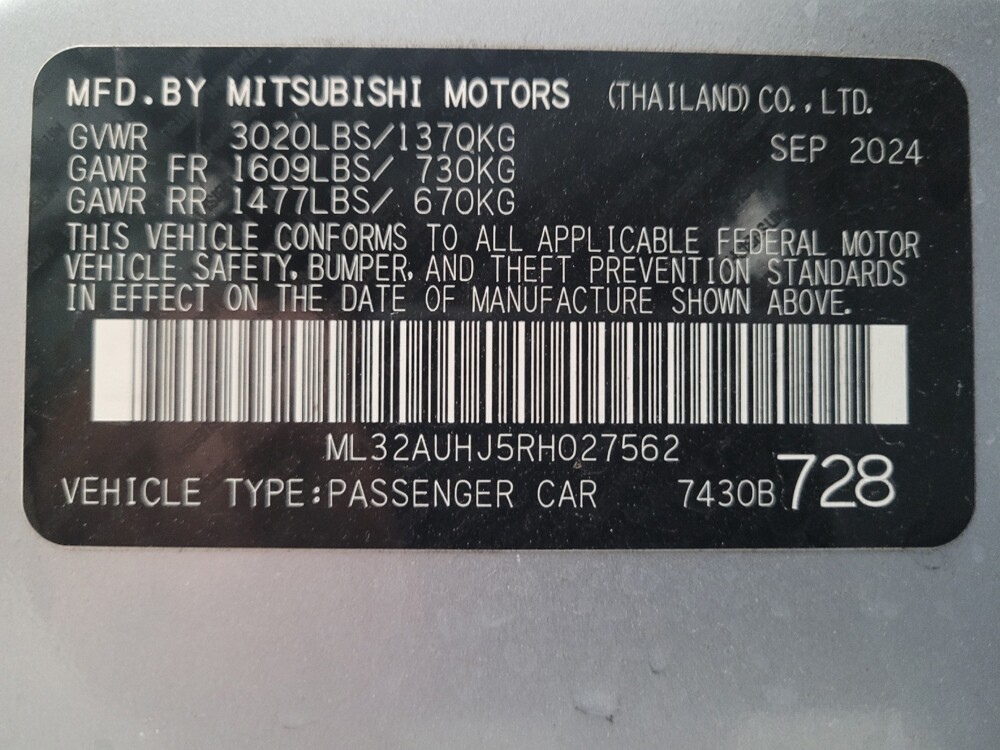 MFD.BY MITSUBISHI MOTORS (THAILAND) CO., LTD.
GVWR 3020LBS/1370KG SEP 2024
GAWR FR 1609LBS/ 730KG
GAWR RR 1477LBS/ 670KG
THIS VEHICLE CONFORMS TO ALL APPLICABLE FEDERAL MOTOR
VEHICLE SAFETY, BUMPER, AND THEFT PREVENTION STANDARDS
IN EFFECT ON THE DATE OF MANUFACTURE SHOWN ABOVE.
ML32AUHJ5RH027562
VEHICLE TYPE:PASSENGER CAR 7430B 728